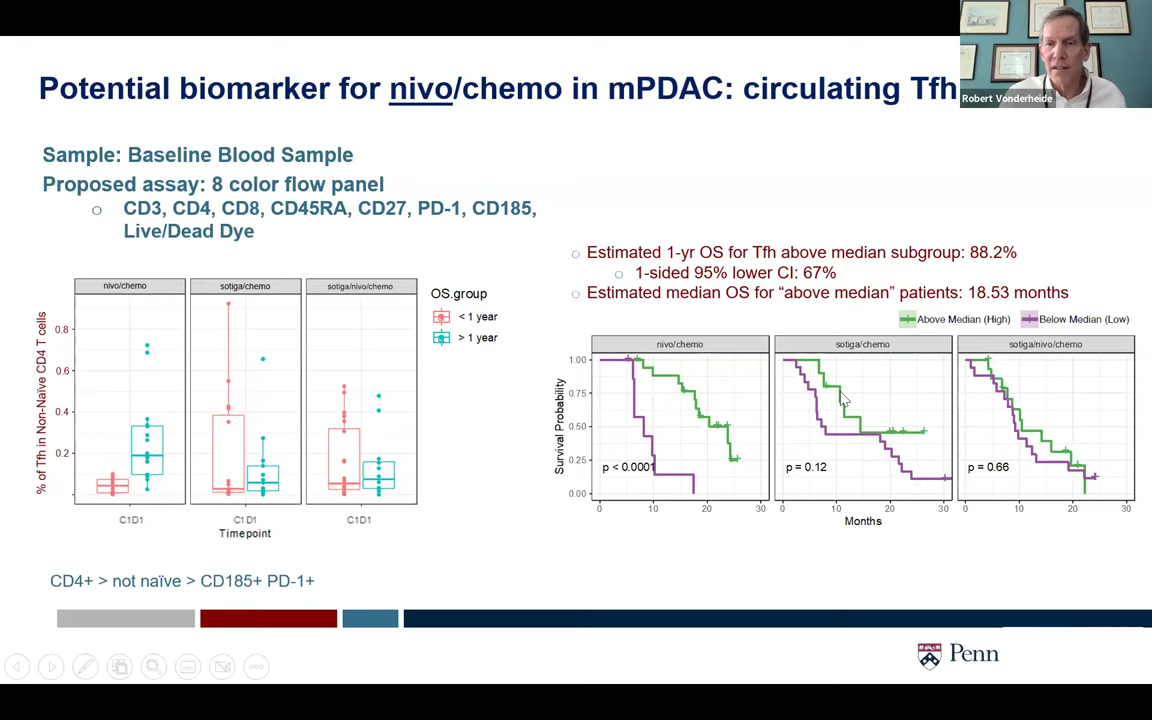 Potential biomarker for nivo/chemo in mPDAC: circulating Tfh
Robert Vonderheide
Sample: Baseline Blood Sample
Proposed assay: 8 color flow panel
CD3, CD4, CD8, CD45RA, CD27, PD-1, CD185,
Live/Dead Dye
Estimated 1-yr OS for Tfh above median subgroup: 88.2%
1-sided 95% lower CI: 67%
Estimated median OS for “above median” patients: 18.53 months
% of Tfh in Non-Naïve CD4 T cells
nivo/chemo
sotiga/chemo
sotiga/nivo/chemo
0.8
0.6
0.4
0.2
C1D1
C1D1
C1D1
Timepoint
OS.group
< 1 year
> 1 year
Above Median (High)
Below Median (Low)
nivo/chemo
sotiga/chemo
sotiga/nivo/chemo
Survival Probability
1.00
0.75
0.50
0.25
0.00
p < 0.0001
p = 0.12
p = 0.66
0 10 20 30
0 10 20 30
0 10 20 30
Months
CD4+ > not naïve > CD185+ PD-1+
Penn